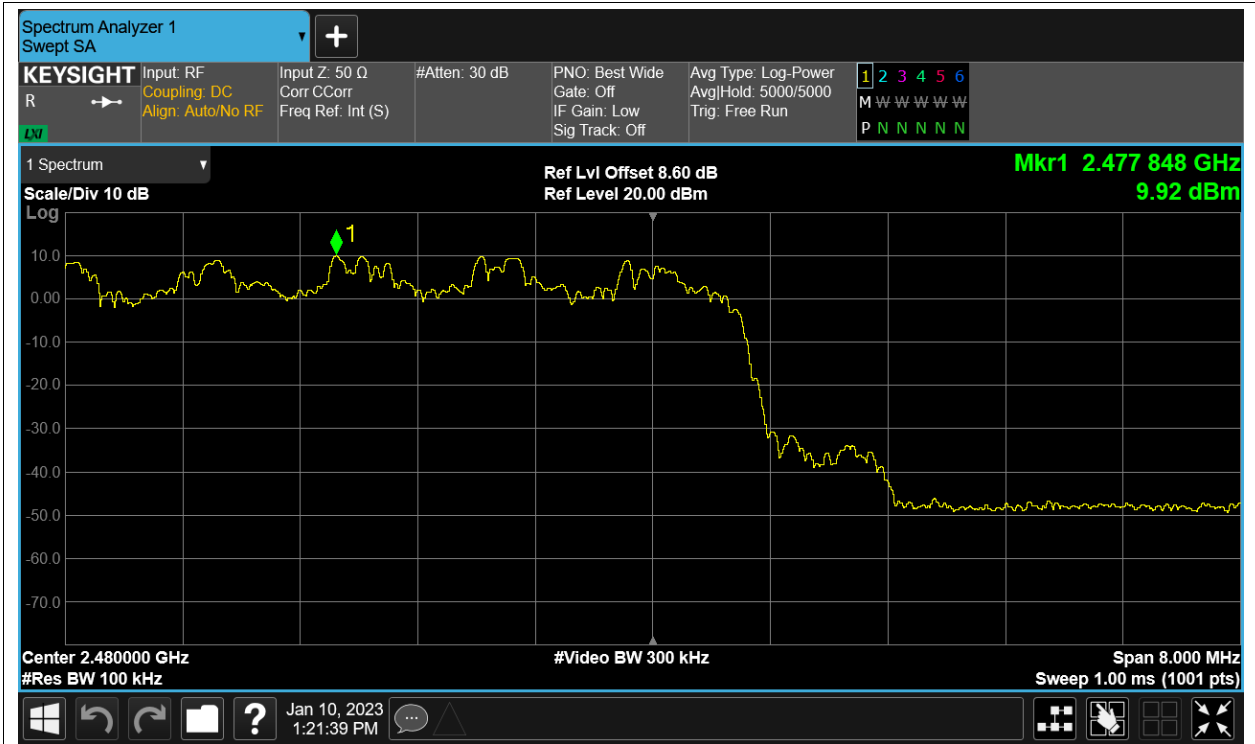 Spectrum Analyzer 1
Swept SA
KEYSIGHT
R
LXI
Input: RF
Coupling: DC
Align: Auto/No RF
Input Z: 50 Ω
Corr CCorr
Freq Ref: Int (S)
#Atten: 30 dB
PNO: Best Wide
Gate: Off
IF Gain: Low
Sig Track: Off
Avg Type: Log-Power
Avg|Hold: 5000/5000
Trig: Free Run
1 2 3 4 5 6
M W W W W W
P N N N N N
1 Spectrum
Scale/Div 10 dB
Log
Ref Lvl Offset 8.60 dB
Ref Level 20.00 dBm
Mkr1 2.477 848 GHz
9.92 dBm
1
10.0
0.00
-10.0
-20.0
-30.0
-40.0
-50.0
-60.0
-70.0
Center 2.480000 GHz
#Res BW 100 kHz
#Video BW 300 kHz
Span 8.000 MHz
Sweep 1.00 ms (1001 pts)
?
Jan 10, 2023
1:21:39 PM